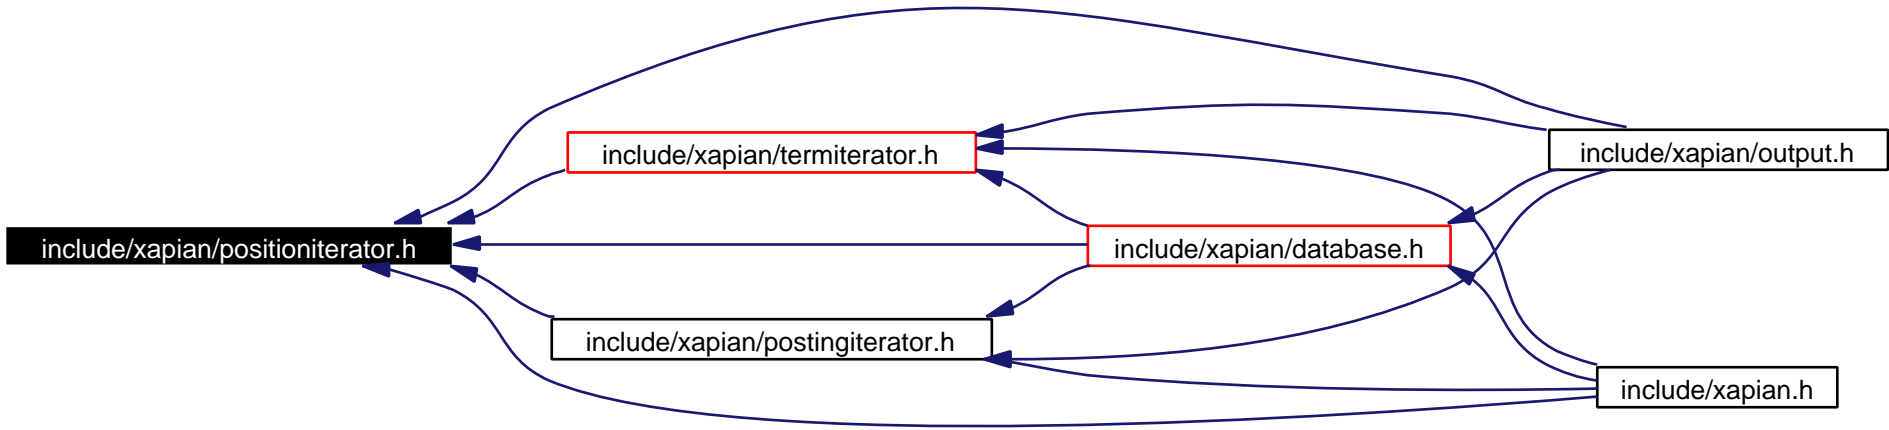 include/xapian/termiterator.h
include/xapian/output.h
include/xapian/positioniterator.h
include/xapian/database.h
include/xapian/postingiterator.h
include/xapian.h